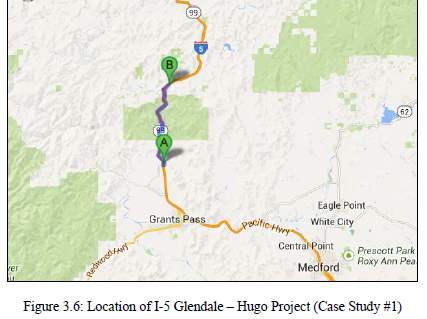 99
5
B
62
99
A
Eagle Point
Grants Pass
White City
Pacific Hwy
Central Point
Redwood Hwy
Prescott Park
Roxy Ann Pea
Medford
ver
Figure 3.6: Location of I-5 Glendale – Hugo Project (Case Study #1)